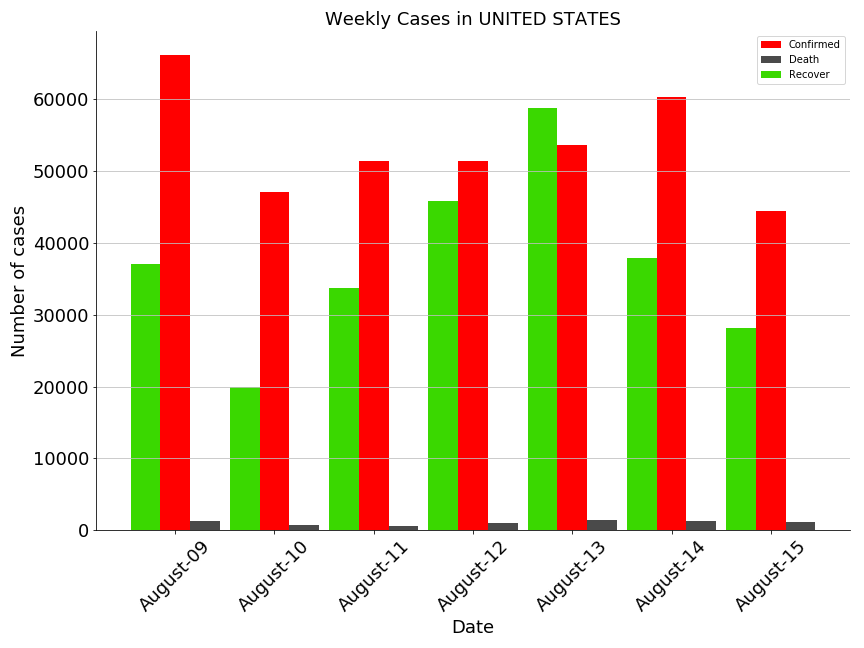 Weekly Cases in UNITED STATES
Confirmed
Death
Recover
Number of cases
60000
50000
40000
30000
20000
10000
0
August-09
August-10
August-11
August-12
August-13
August-14
August-15
Date